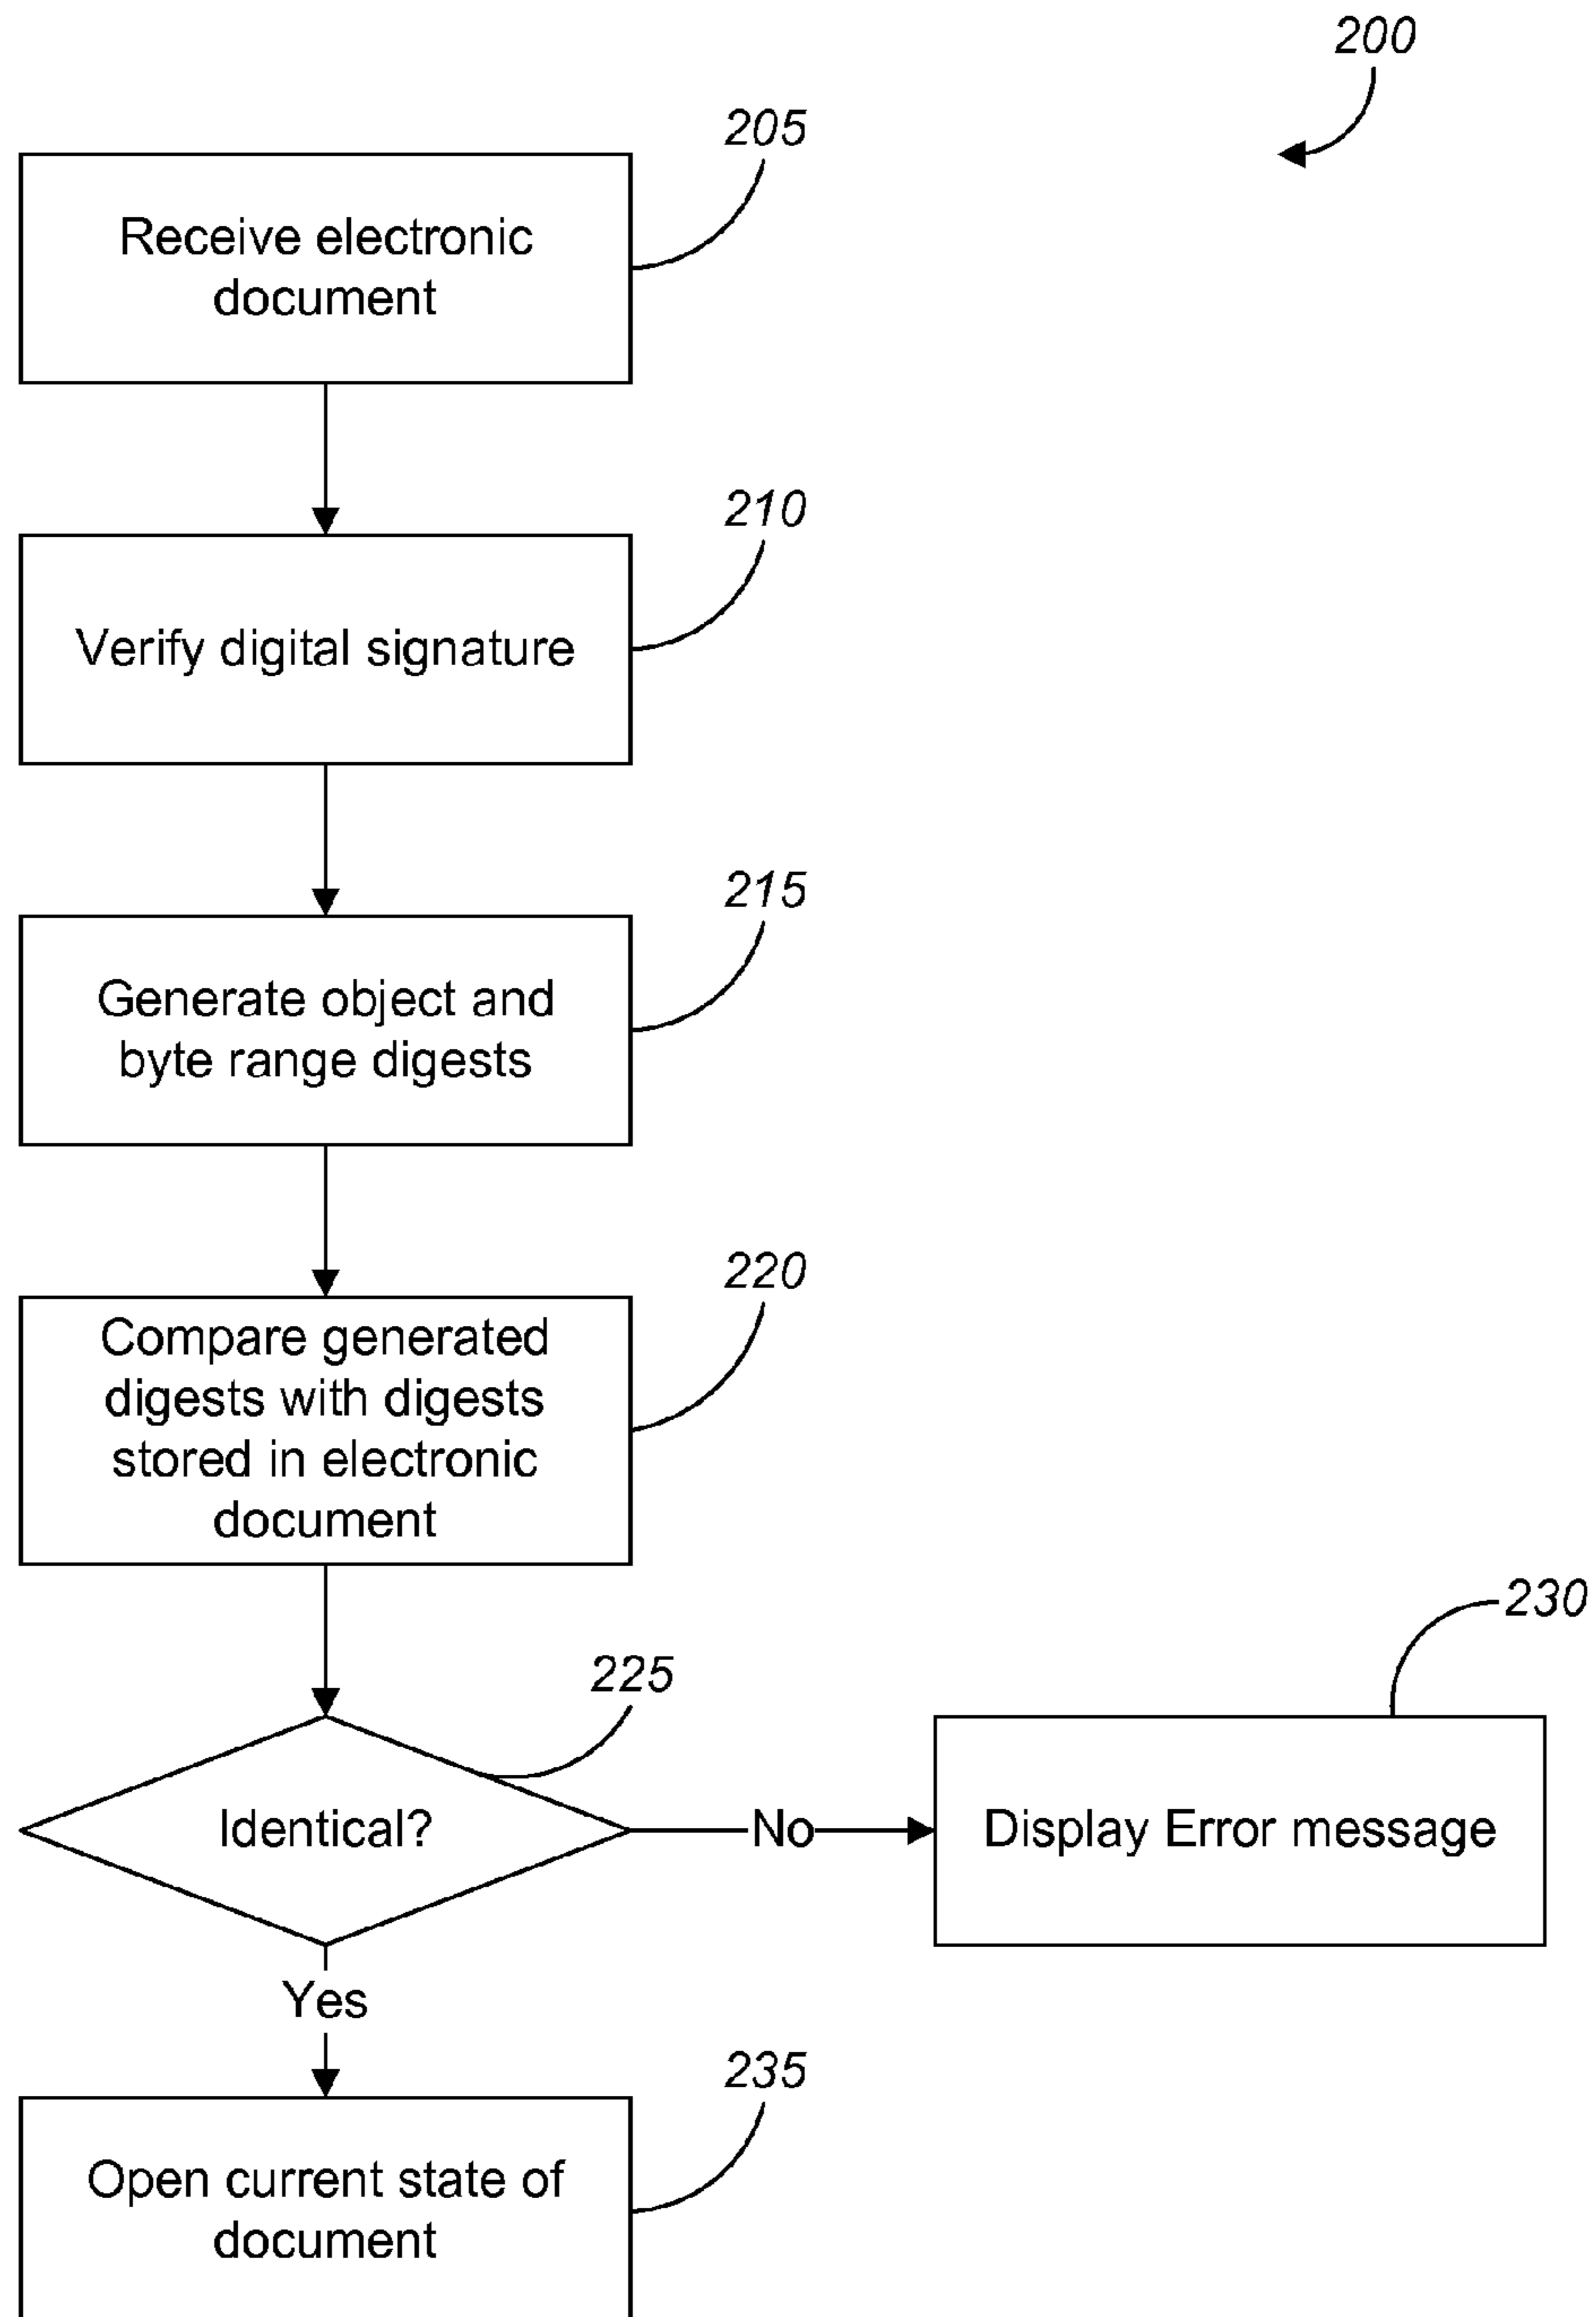 200
205
Receive electronic
document
210
Verify digital signature
215
Generate object and
byte range digests
220
Compare generated
digests with digests
stored in electronic
document
230
225
Identical?
No
Display Error message
Yes
235
Open current state of
document